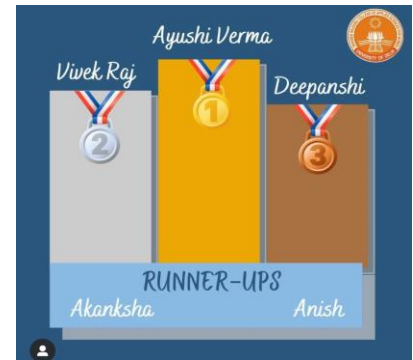 Ayushi Verma
Vivek Raj
Deepanshi
1
2
3
RUNNER-UPS
Akanksha
Anish